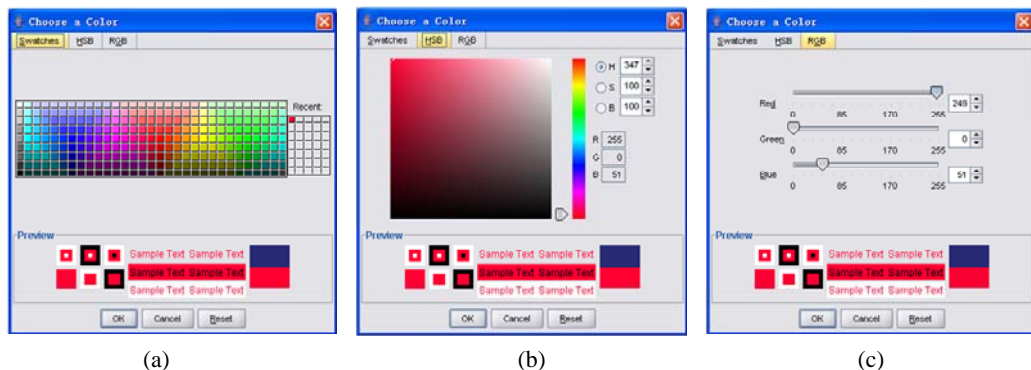 Choose a Color
Swatches HSB RGB
Recent:
Preview
Sample Text Sample Text
Sample Text Sample Text
Sample Text Sample Text
OK Cancel Reset
(a)
Choose a Color
Swatches HSB RGB
H 347
S 100
B 100
R 255
G 0
B 51
Preview
Sample Text Sample Text
Sample Text Sample Text
Sample Text Sample Text
OK Cancel Reset
(b)
Choose a Color
Swatches HSB RGB
Red 249
0 85 170 255
Green 0
0 85 170 255
Blue 51
0 85 170 255
Preview
Sample Text Sample Text
Sample Text Sample Text
Sample Text Sample Text
OK Cancel Reset
(c)